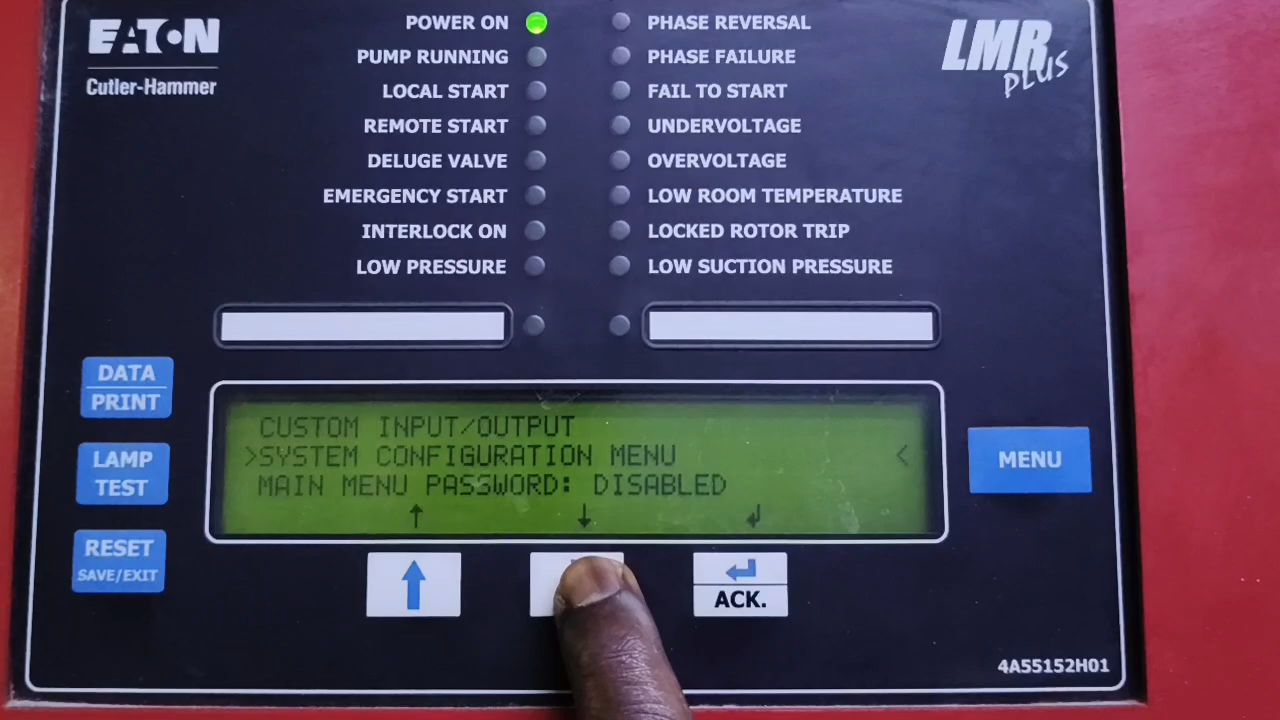 EATON
Cutler-Hammer
POWER ON
PUMP RUNNING
LOCAL START
REMOTE START
DELUGE VALVE
EMERGENCY START
INTERLOCK ON
LOW PRESSURE
PHASE REVERSAL
PHASE FAILURE
FAIL TO START
UNDERVOLTAGE
OVERVOLTAGE
LOW ROOM TEMPERATURE
LOCKED ROTOR TRIP
LOW SUCTION PRESSURE
LMR
PLUS
DATA
PRINT
LAMP
TEST
RESET
SAVE/EXIT
CUSTOM INPUT/OUTPUT
>SYSTEM CONFIGURATION MENU <
MAIN MENU PASSWORD: DISABLED
↑ ↓ ↲
MENU
ACK.
4A55152H01